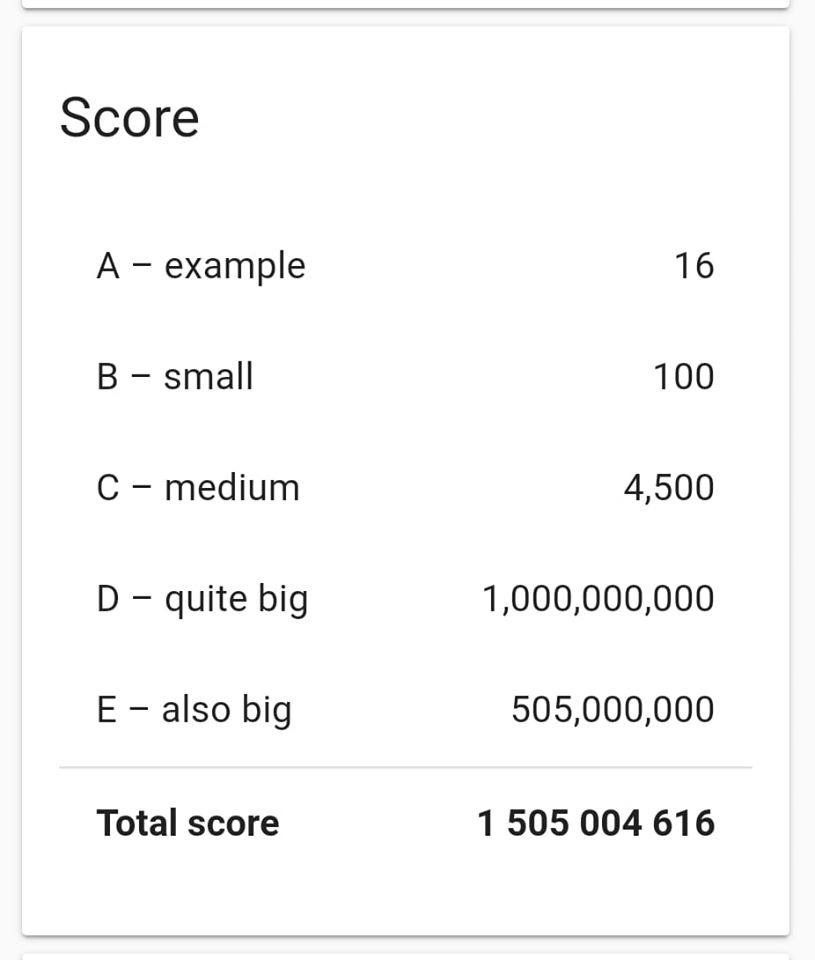 Score
A – example 16
B – small 100
C – medium 4,500
D – quite big 1,000,000,000
E – also big 505,000,000
Total score 1 505 004 616